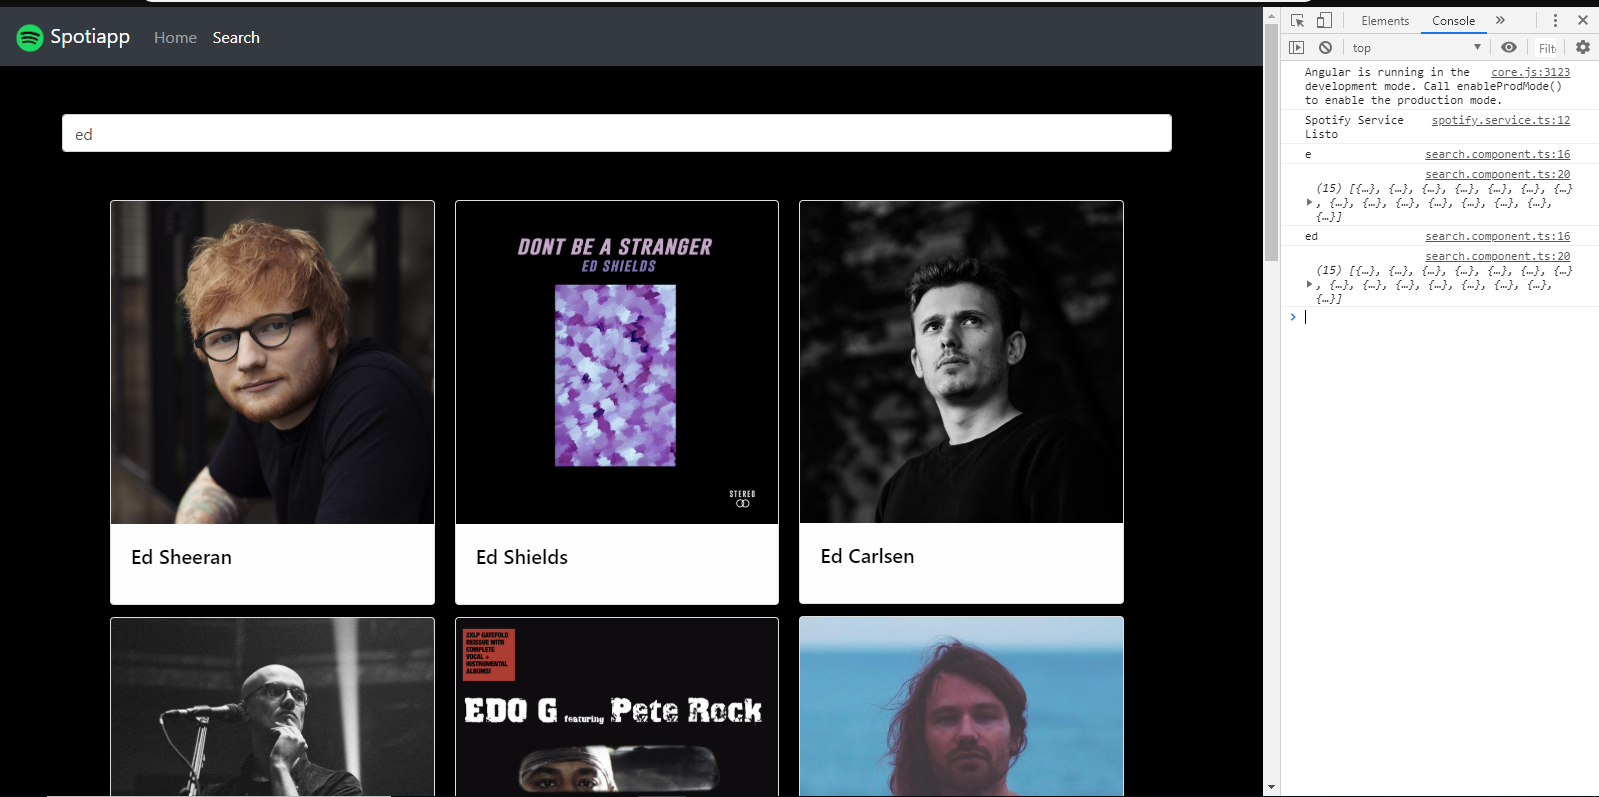 Spotiapp Home Search
ed
DONT BE A STRANGER
ED SHIELDS
STEREO
Ed Sheeran
Ed Shields
Ed Carlsen
2XLP GATEFOLD
REISSUE WITH
COMPLETE
VOCAL +
INSTRUMENTAL
ALBUMS!
EDO G featuring Pete Rock
Elements Console »
top Filt
Angular is running in the core.js:3123
development mode. Call enableProdMode()
to enable the production mode.
Spotify Service spotify.service.ts:12
Listo
e search.component.ts:16
search.component.ts:20
(15) [{…}, {…}, {…}, {…}, {…}, {…}, {…}
, {…}, {…}, {…}, {…}, {…}, {…}, {…},
{…}]
ed search.component.ts:16
search.component.ts:20
(15) [{…}, {…}, {…}, {…}, {…}, {…}, {…}
, {…}, {…}, {…}, {…}, {…}, {…}, {…},
{…}]